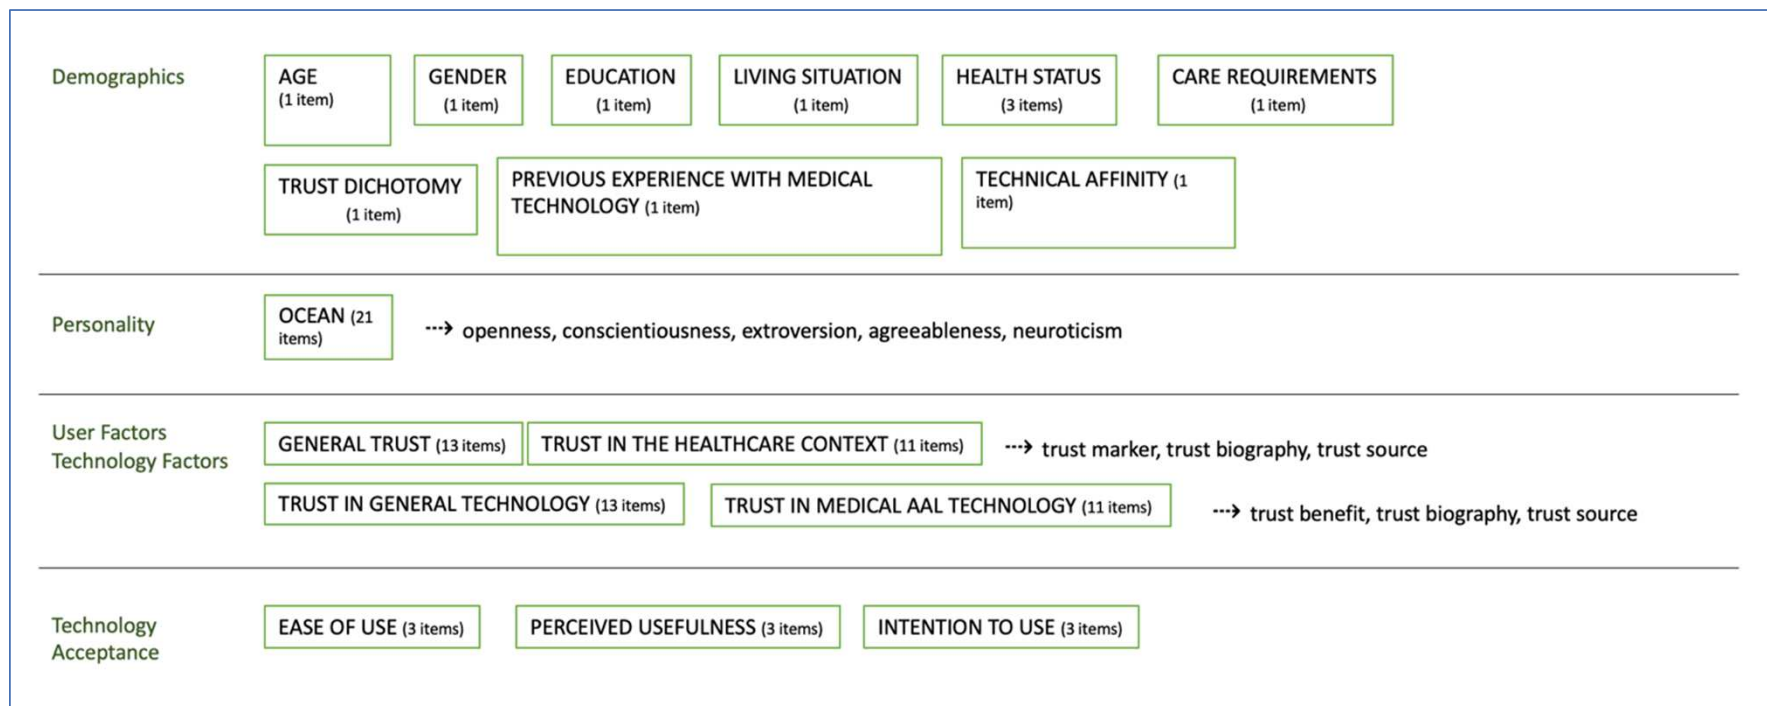 Demographics
AGE
(1 item)
GENDER
(1 item)
EDUCATION
(1 item)
LIVING SITUATION
(1 item)
HEALTH STATUS
(3 items)
CARE REQUIREMENTS
(1 item)
TRUST DICHOTOMY
(1 item)
PREVIOUS EXPERIENCE WITH MEDICAL
TECHNOLOGY (1 item)
TECHNICAL AFFINITY (1
item)
Personality
OCEAN (21
items)
openness, conscientiousness, extroversion, agreeableness, neuroticism
User Factors
Technology Factors
GENERAL TRUST (13 items)
TRUST IN THE HEALTHCARE CONTEXT (11 items)
trust marker, trust biography, trust source
TRUST IN GENERAL TECHNOLOGY (13 items)
TRUST IN MEDICAL AAL TECHNOLOGY (11 items)
trust benefit, trust biography, trust source
Technology
Acceptance
EASE OF USE (3 items)
PERCEIVED USEFULNESS (3 items)
INTENTION TO USE (3 items)